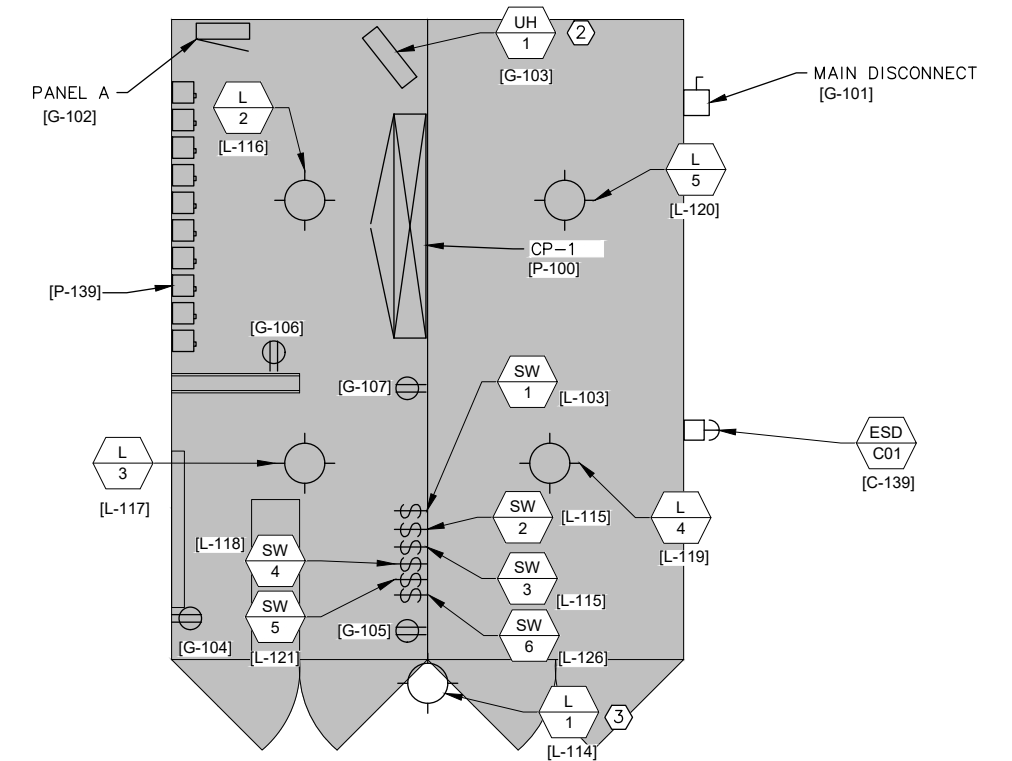 UH
1
2
[G-103]
MAIN DISCONNECT
[G-101]
PANEL A
[G-102]
L
2
[L-116]
L
5
[L-120]
CP-1
[P-100]
[P-139]
[G-106]
[G-107]
SW
1
[L-103]
ESD
C01
[C-139]
L
3
[L-117]
L
4
[L-119]
SW
2
[L-115]
[L-118]
SW
4
SW
3
[L-115]
SW
5
[L-121]
[G-104]
[G-105]
SW
6
[L-126]
L
1
3
[L-114]